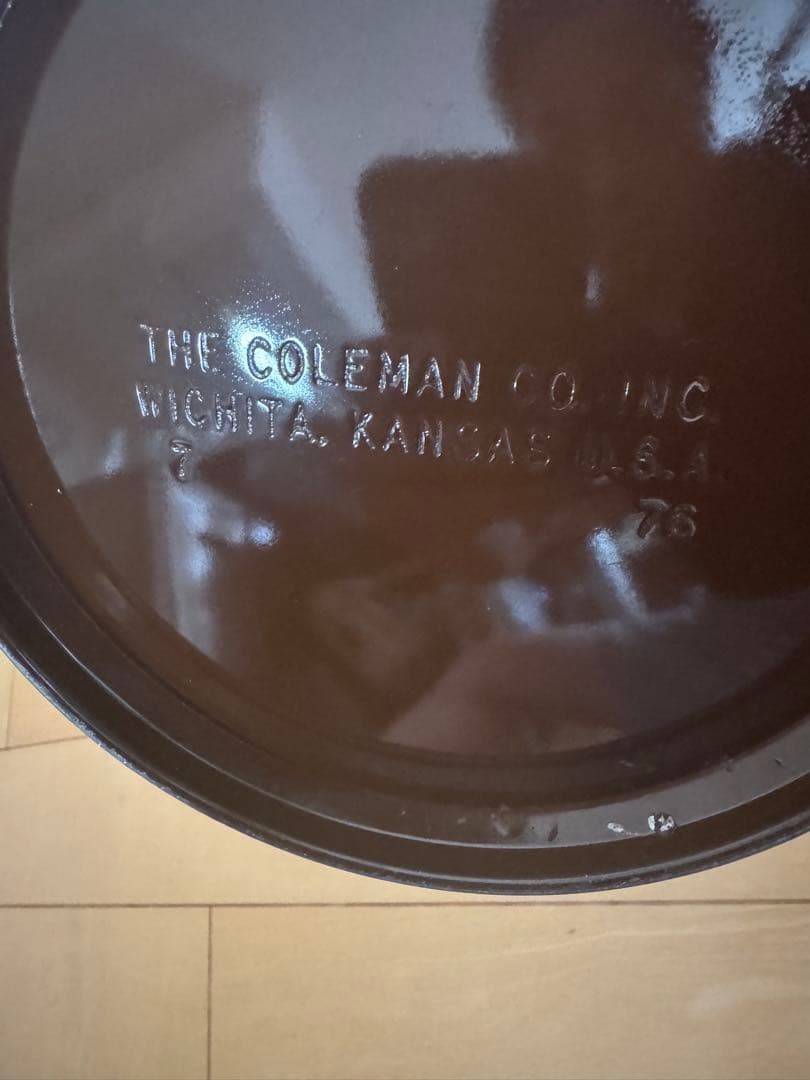 THE COLEMAN CO. INC.
WICHITA, KANSAS U.S.A.
7 76